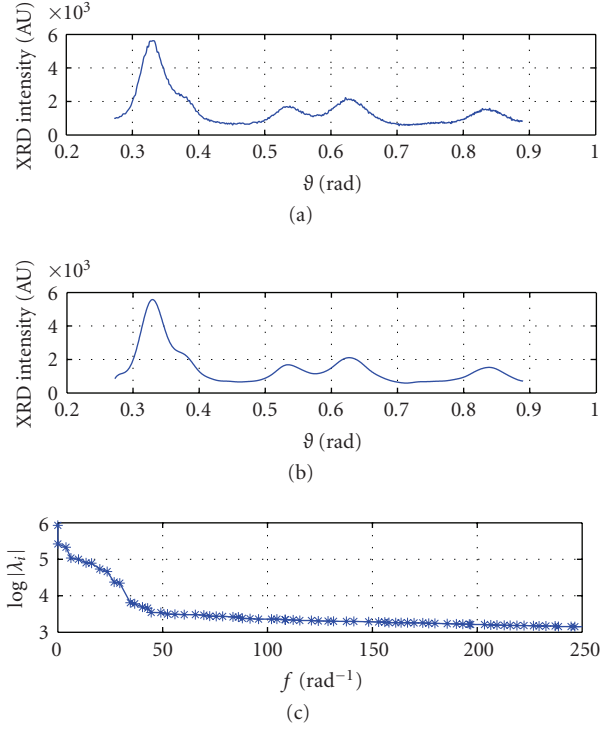 ×10³
XRD intensity (AU)
6
4
2
0
0.2 0.3 0.4 0.5 0.6 0.7 0.8 0.9 1
ϑ (rad)
(a)
×10³
XRD intensity (AU)
6
4
2
0
0.2 0.3 0.4 0.5 0.6 0.7 0.8 0.9 1
ϑ (rad)
(b)
log |λᵢ|
6
5
4
3
0 50 100 150 200 250
f (rad⁻¹)
(c)